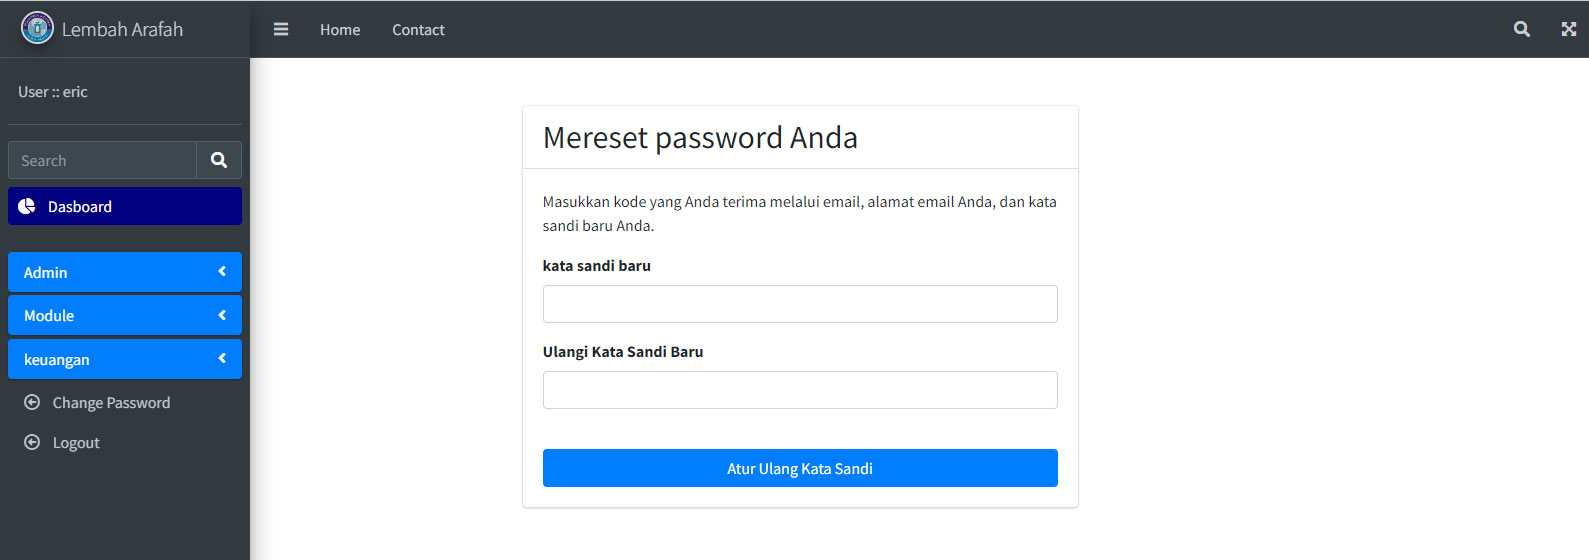 Lembah Arafah
Home
Contact
User :: eric
Search
Dasboard
Admin
Module
keuangan
Change Password
Logout
Mereset password Anda
Masukkan kode yang Anda terima melalui email, alamat email Anda, dan kata
sandi baru Anda.
kata sandi baru
Ulangi Kata Sandi Baru
Atur Ulang Kata Sandi